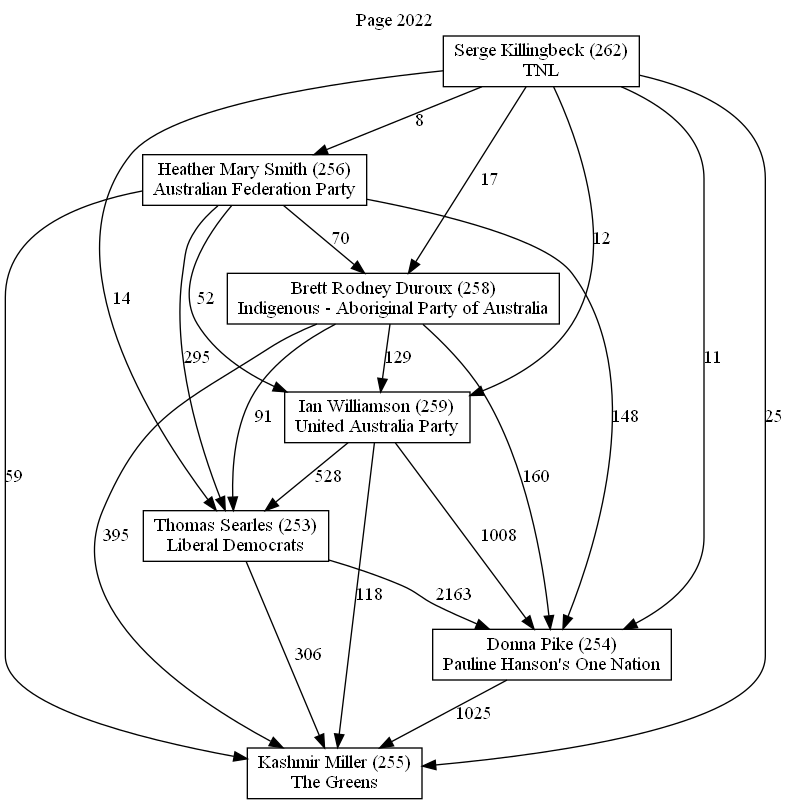 Page 2022
Serge Killingbeck (262)
TNL
8
Heather Mary Smith (256)
Australian Federation Party
17
70
12
Brett Rodney Duroux (258)
Indigenous - Aboriginal Party of Australia
14
52
295
129
11
Ian Williamson (259)
United Australia Party
91
148
25
59
528
160
Thomas Searles (253)
Liberal Democrats
395
1008
118
2163
Donna Pike (254)
Pauline Hanson's One Nation
306
1025
Kashmir Miller (255)
The Greens